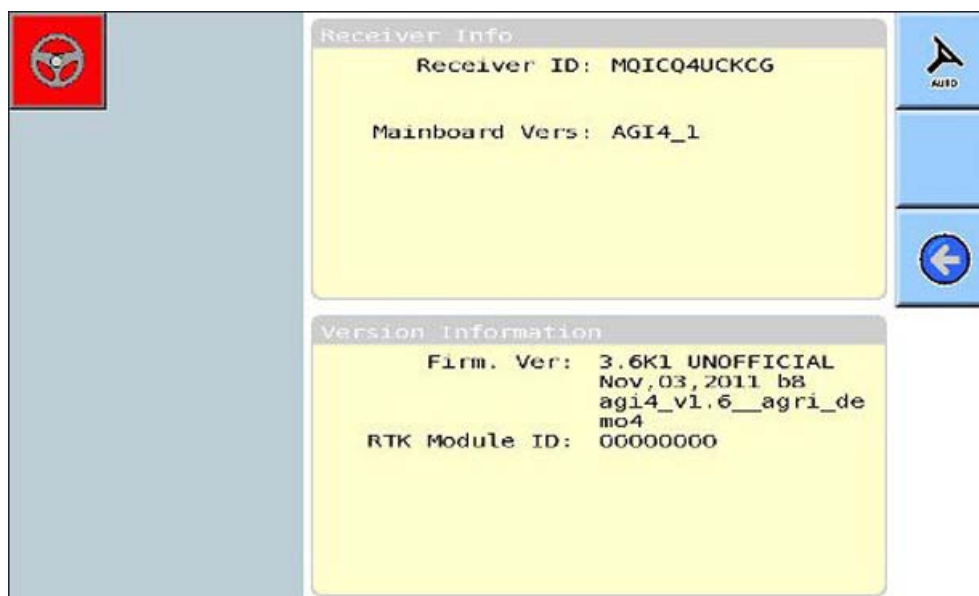 Receiver Info
Receiver ID: MQICQ4UCKCG
AUTO
Mainboard Vers: AGI4_1
Version Information
Firm. Ver: 3.6K1 UNOFFICIAL
Nov,03,2011 b8
agi4_v1.6__agri_de
mo4
RTK Module ID: 00000000